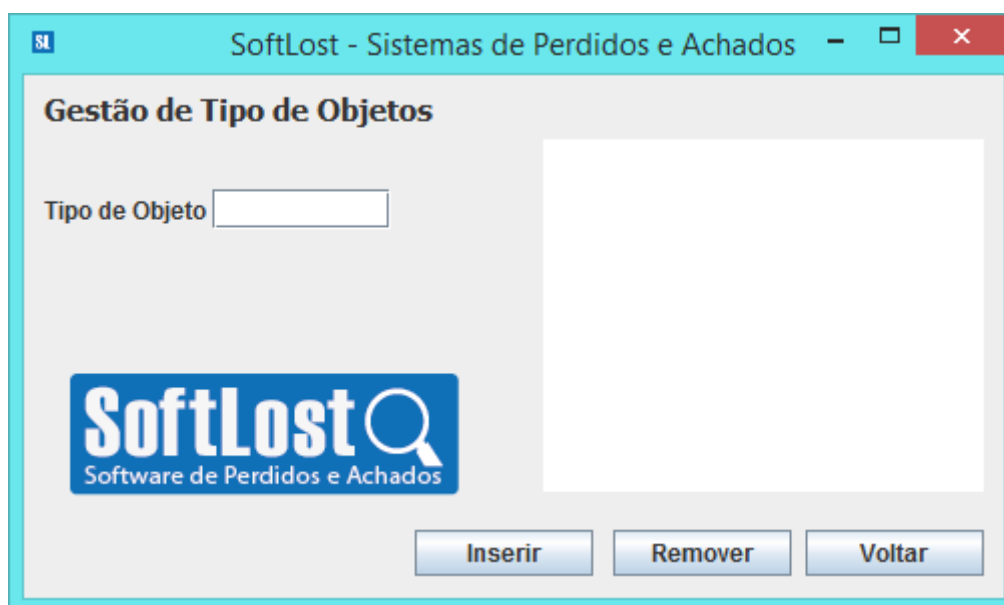 SL
SoftLost - Sistemas de Perdidos e Achados
Gestão de Tipo de Objetos
Tipo de Objeto
SoftLost
Software de Perdidos e Achados
Inserir
Remover
Voltar